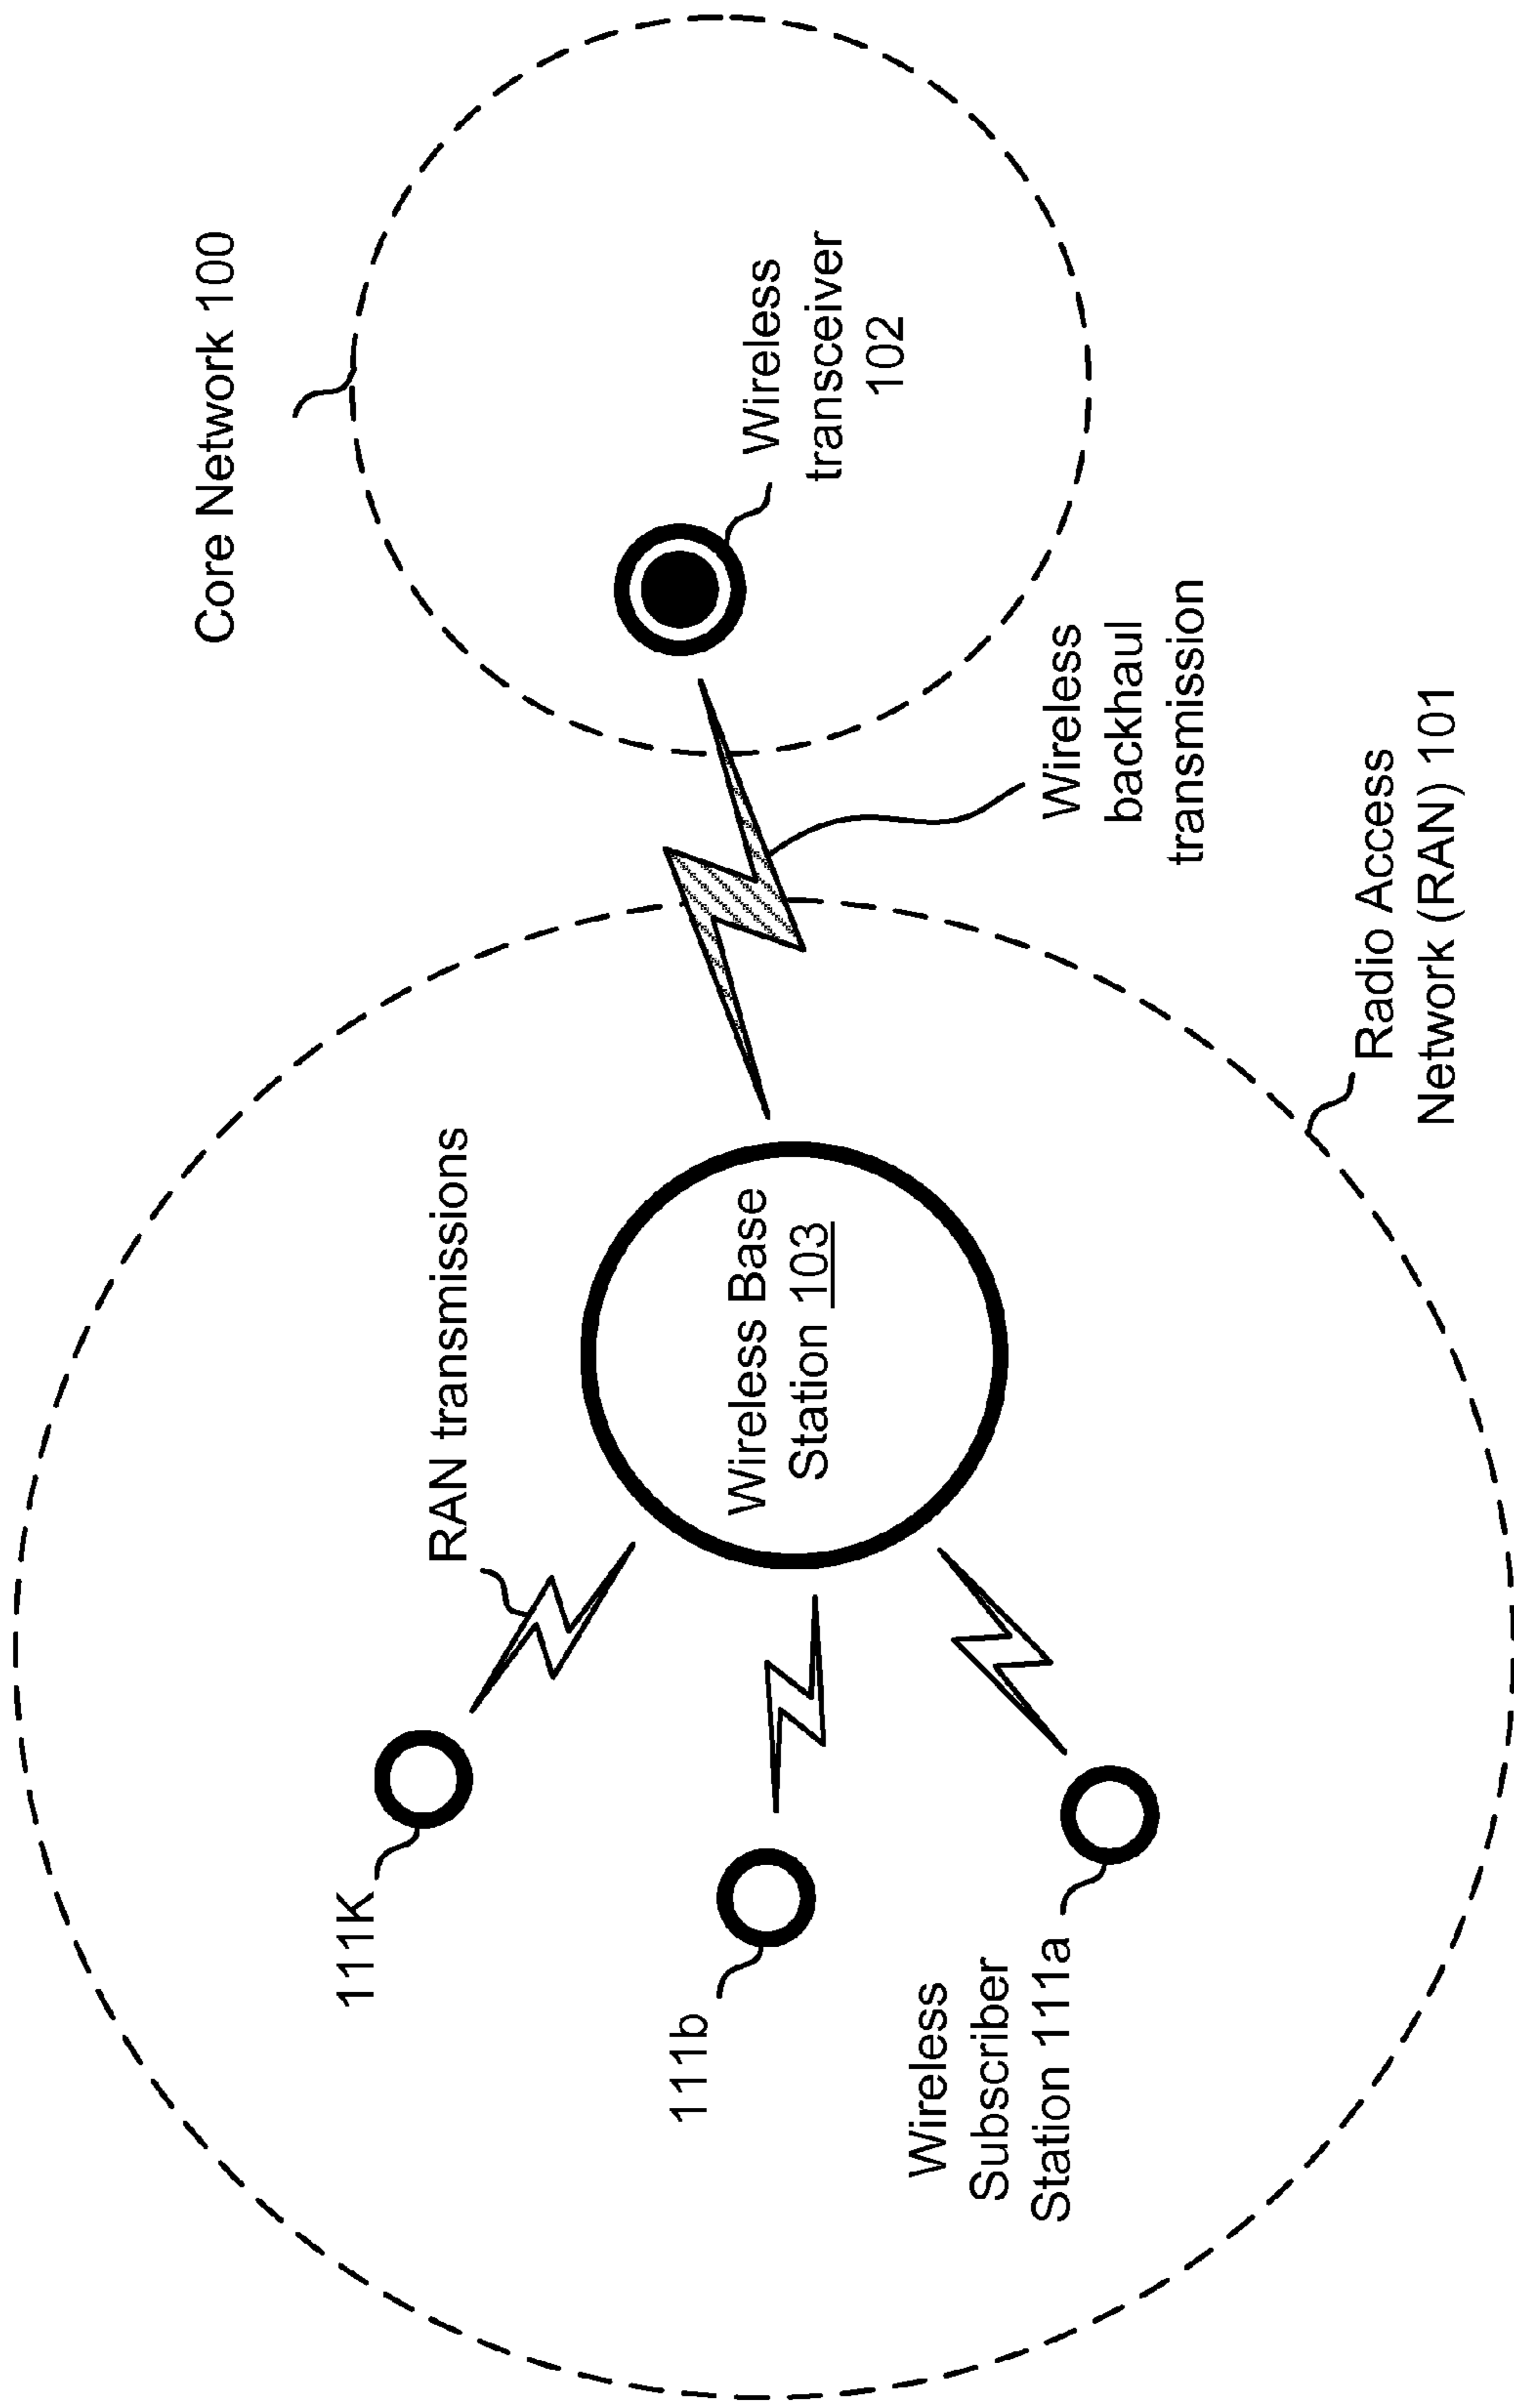 Core Network 100
Wireless
transceiver
102
Wireless
backhaul
transmission
Radio Access
Network (RAN) 101
RAN transmissions
Wireless Base
Station 103
111K
111b
Wireless
Subscriber
Station 111a